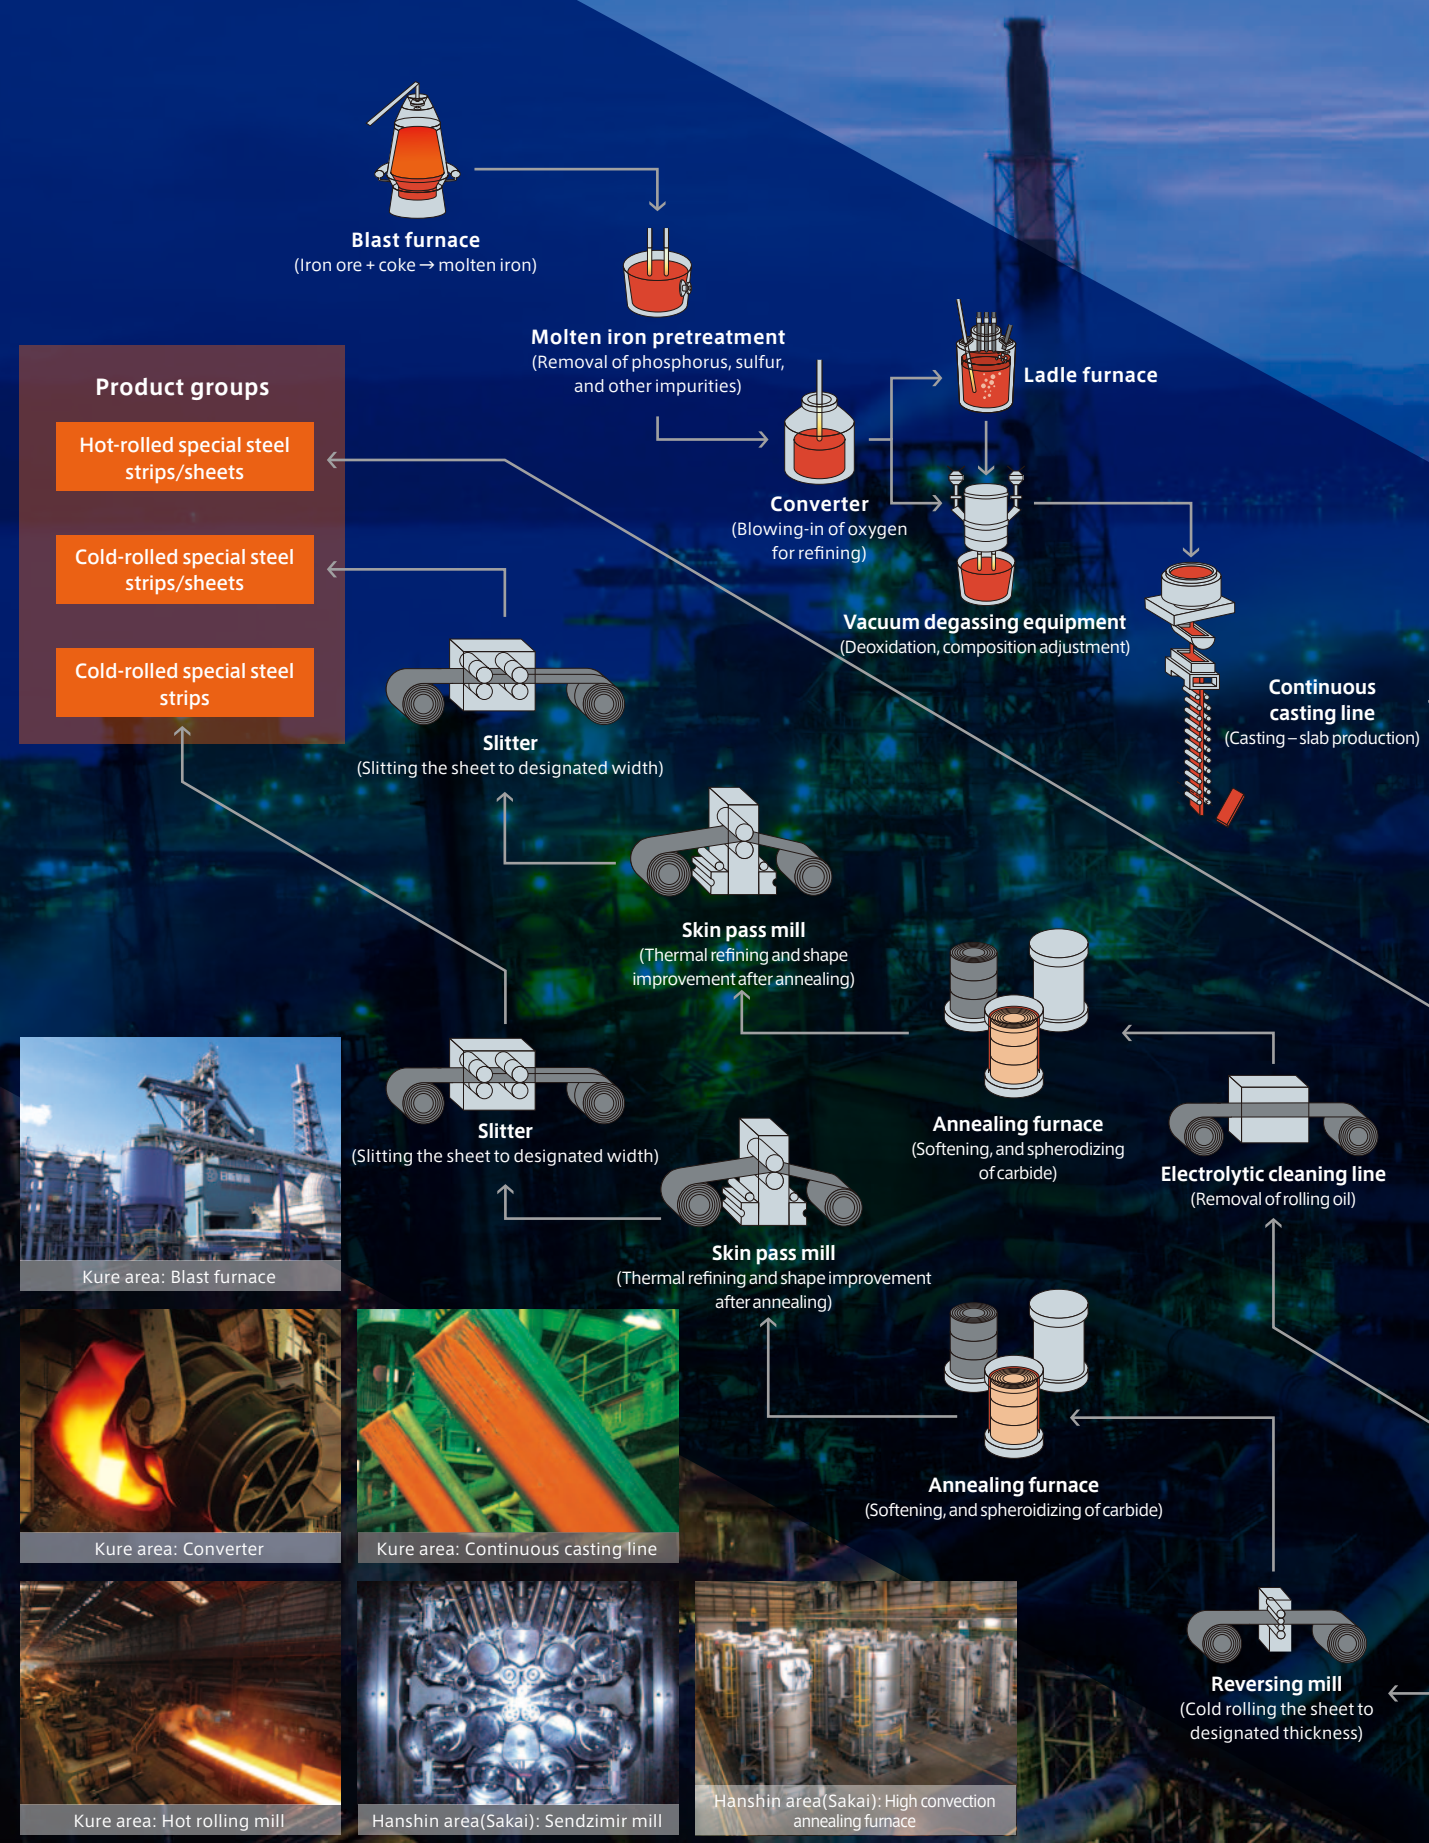 Blast furnace
(Iron ore + coke → molten iron)
Molten iron pretreatment
(Removal of phosphorus, sulfur,
and other impurities)
Ladle furnace
Converter
(Blowing-in of oxygen
for refining)
Vacuum degassing equipment
(Deoxidation, composition adjustment)
Continuous
casting line
(Casting – slab production)
Product groups
Hot-rolled special steel
strips/sheets
Cold-rolled special steel
strips/sheets
Cold-rolled special steel
strips
Slitter
(Slitting the sheet to designated width)
Skin pass mill
(Thermal refining and shape
improvement after annealing)
Annealing furnace
(Softening, and spherodizing
of carbide)
Electrolytic cleaning line
(Removal of rolling oil)
Slitter
(Slitting the sheet to designated width)
Skin pass mill
(Thermal refining and shape improvement
after annealing)
Annealing furnace
(Softening, and spheroidizing of carbide)
Reversing mill
(Cold rolling the sheet to
designated thickness)
Kure area: Blast furnace
Kure area: Converter
Kure area: Continuous casting line
Kure area: Hot rolling mill
Hanshin area(Sakai): Sendzimir mill
Hanshin area(Sakai): High convection
annealing furnace